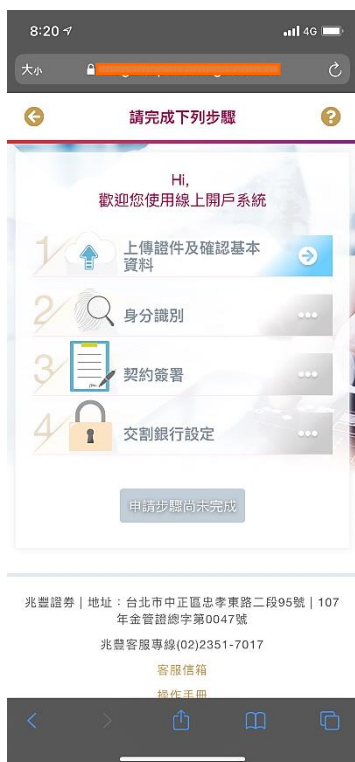 8:20
4G
大小
請完成下列步驟
?
Hi,
歡迎您使用線上開戶系統
1
上傳證件及確認基本
資料
2
身分識別
3
契約簽署
4
交割銀行設定
申請步驟尚未完成
兆豐證券 | 地址：台北市中正區忠孝東路二段95號 | 107
年金管證總字第0047號
兆豐客服專線(02)2351-7017
客服信箱
操作手冊